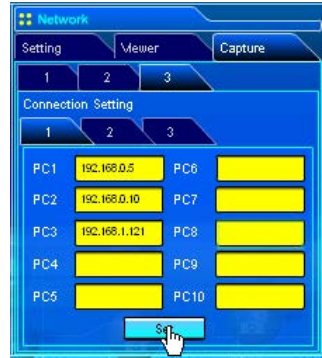 Network
Setting Viewer Capture
1 2 3
Connection Setting
1 2 3
PC1 192.168.0.5 PC6
PC2 192.168.0.10 PC7
PC3 192.168.1.121 PC8
PC4 PC9
PC5 PC10